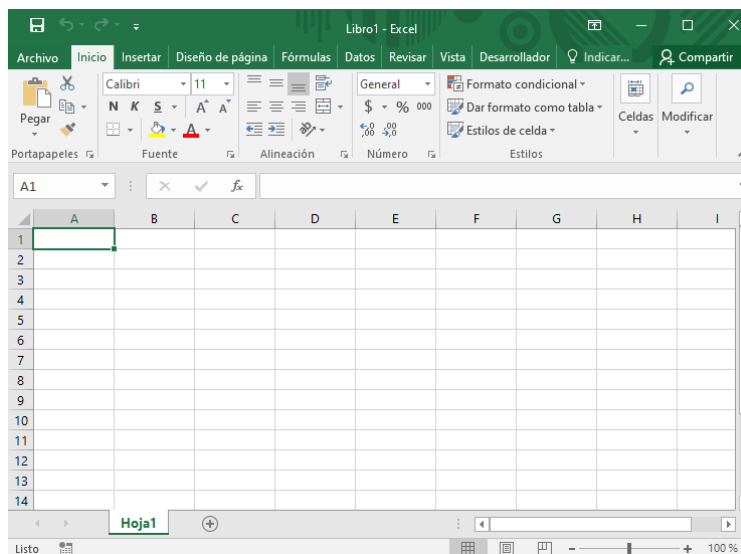 Libro1 - Excel
Archivo Inicio Insertar Diseño de página Fórmulas Datos Revisar Vista Desarrollador Indicar... Compartir
Calibri 11 General Formato condicional
N K S A A $ % 000 Dar formato como tabla
Pegar Celdas Modificar
A ,00 ,0 Estilos de celda
Portapapeles Fuente Alineación Número Estilos
A1 fx
A B C D E F G H I
1
2
3
4
5
6
7
8
9
10
11
12
13
14
Hoja1
Listo 100 %